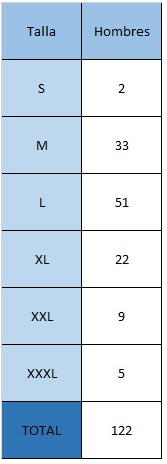 Talla Hombres
S 2
M 33
L 51
XL 22
XXL 9
XXXL 5
TOTAL 122